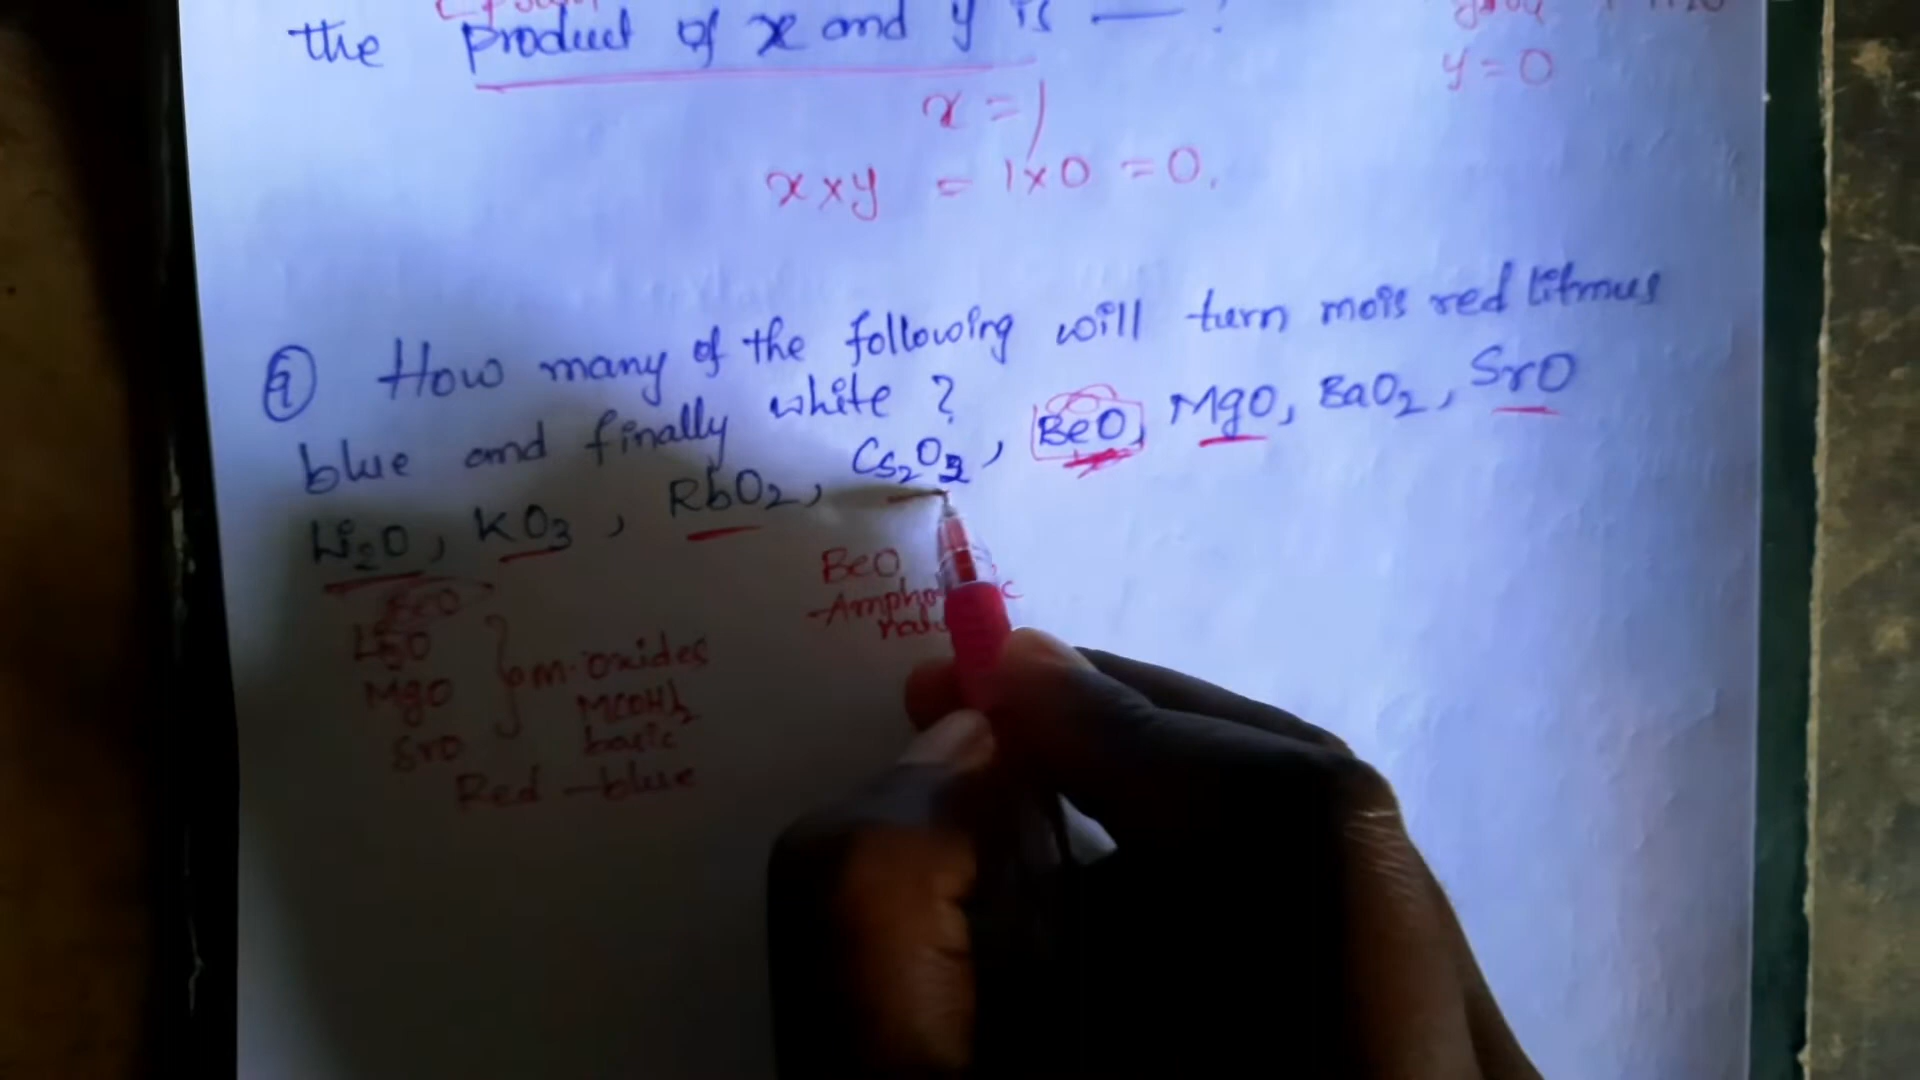 the product of x and y is — ?
y = 0
x = 1
x × y = 1 × 0 = 0.
9 How many of the following will turn mois red litmus
blue and finally white ?
Li2O, KO3, RbO2, Cs2O2, BeO, MgO, BaO2, SrO
BeO
BeO
Li2O
MgO
SrO
m. oxides
M(OH)2
basic
Red – blue